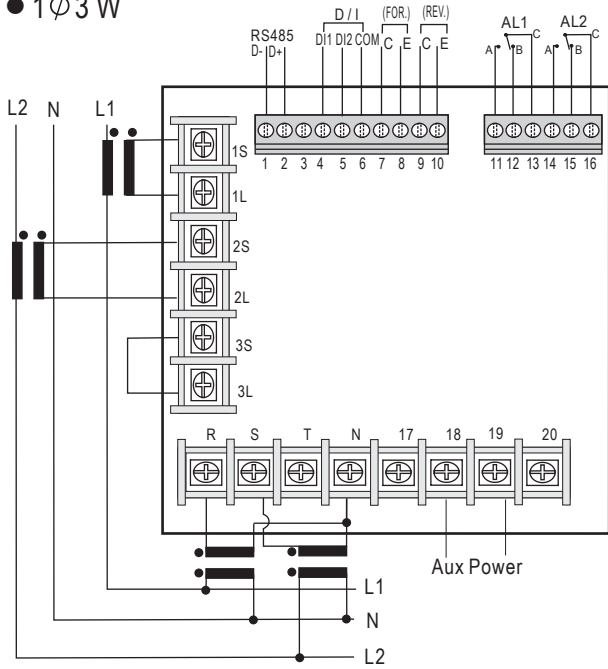 ● 1∅3 W
D / I (FOR.) (REV.)
RS485
D- D+ DI1 DI2 COM C E C E
AL1 AL2
A B C A B C
1 2 3 4 5 6 7 8 9 10
11 12 13 14 15 16
L2 N L1
1S
1L
2S
2L
3S
3L
R S T N 17 18 19 20
Aux Power
L1
N
L2